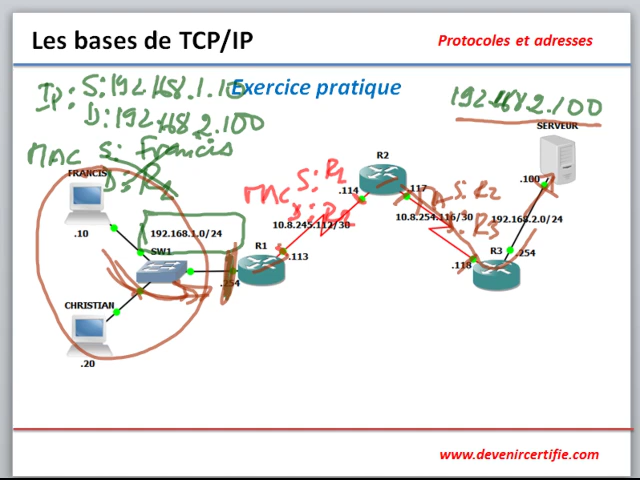 Les bases de TCP/IP
Protocoles et adresses
Exercice pratique
IP: S: 192.168.1.10
D: 192.168.2.100
MAC S: Francis
D: R1
192.168.2.100
SERVEUR
.100
FRANCIS
.10
192.168.1.0/24
SW1
CHRISTIAN
.20
.254
R1
.113
MAC S: R1
D: R2
10.8.245.112/30
.114
R2
.117
S: R2
D: R3
10.8.254.116/30
192.168.2.0/24
R3
.254
.118
www.devenircertifie.com